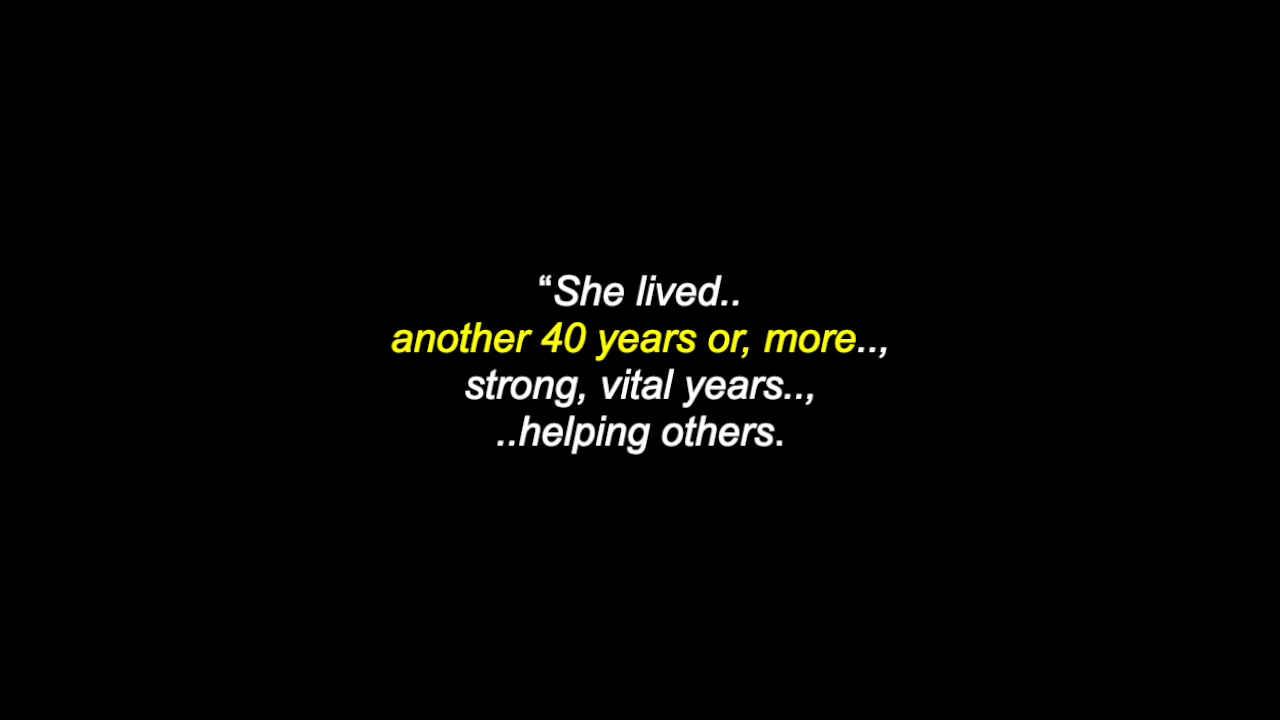 “She lived..
another 40 years or, more..,
strong, vital years..,
..helping others.